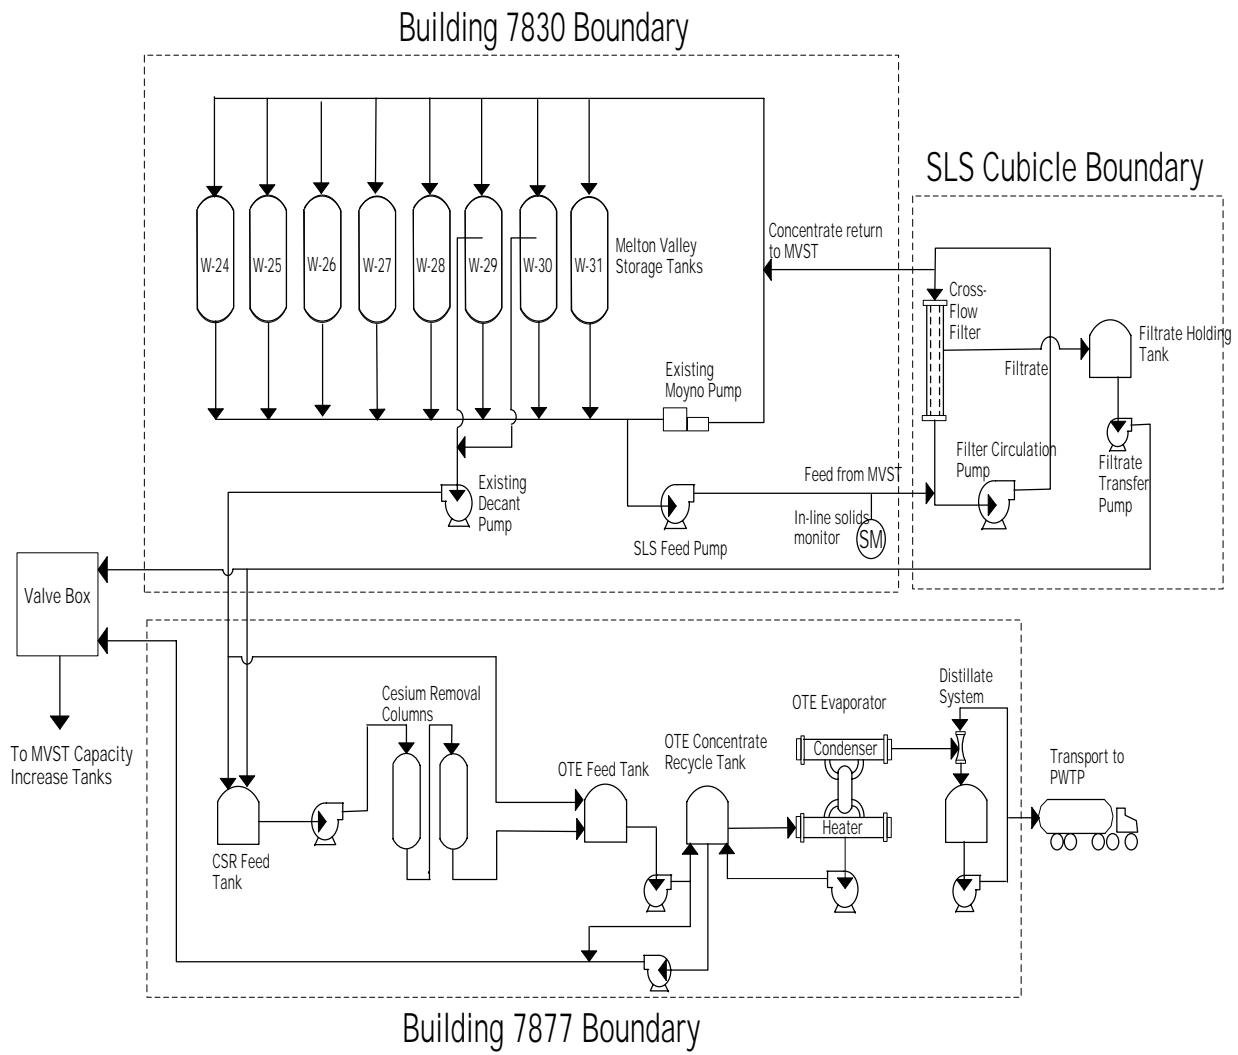 Building 7830 Boundary
SLS Cubicle Boundary
W-24
W-25
W-26
W-27
W-28
W-29
W-30
W-31
Melton Valley
Storage Tanks
Concentrate return
to MVST
Cross-
Flow
Filter
Filtrate
Filtrate Holding
Tank
Existing
Moyno Pump
Filter Circulation
Pump
Filtrate
Transfer
Pump
Feed from MVST
Existing
Decant
Pump
SLS Feed Pump
In-line solids
monitor
SM
Valve Box
To MVST Capacity
Increase Tanks
Cesium Removal
Columns
CSR Feed
Tank
OTE Feed Tank
OTE Concentrate
Recycle Tank
OTE Evaporator
Condenser
Heater
Distillate
System
Transport to
PWTP
Building 7877 Boundary